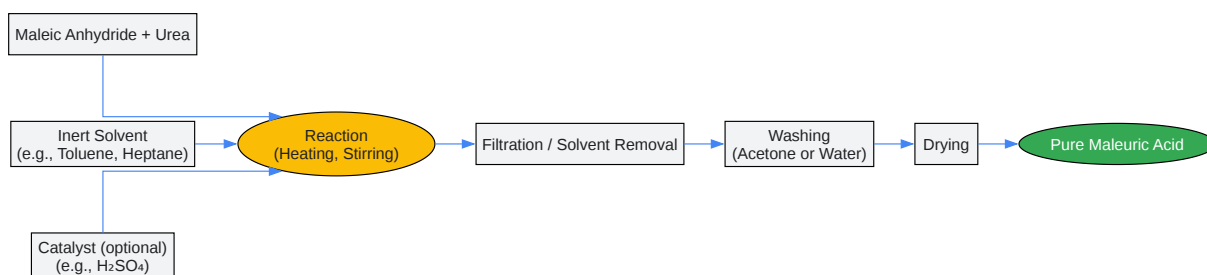 Maleic Anhydride + Urea
Inert Solvent
(e.g., Toluene, Heptane)
Catalyst (optional)
(e.g., H₂SO₄)
Reaction
(Heating, Stirring)
Filtration / Solvent Removal
Washing
(Acetone or Water)
Drying
Pure Maleuric Acid